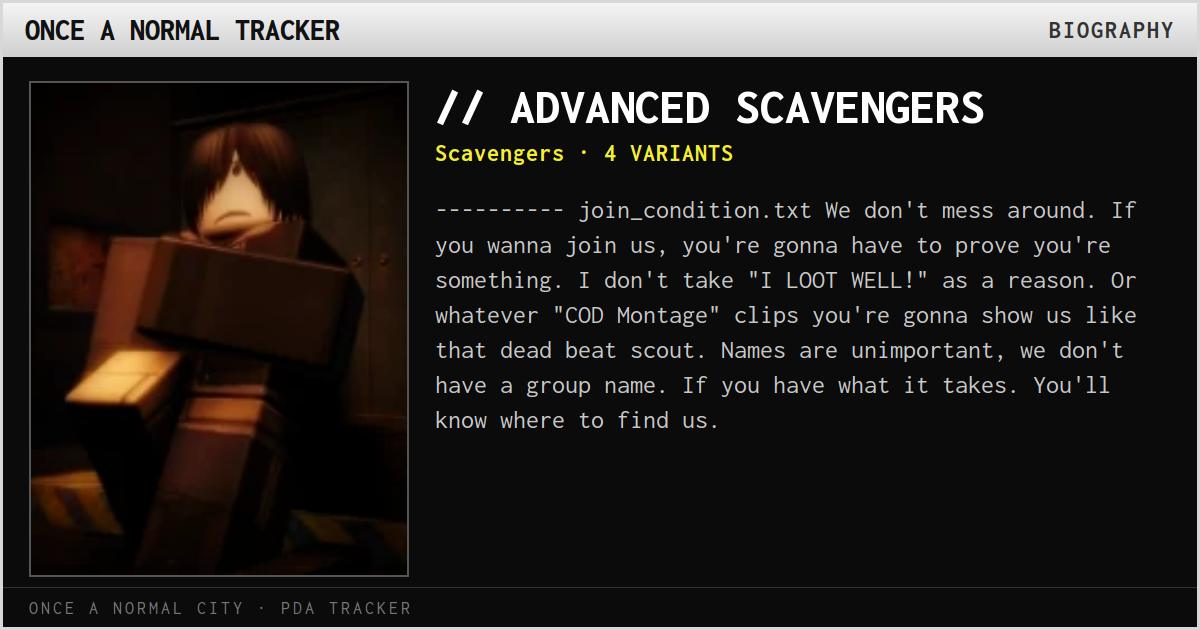 ONCE A NORMAL TRACKER
BIOGRAPHY
// ADVANCED SCAVENGERS
Scavengers · 4 VARIANTS
---------- join_condition.txt We don't mess around. If
you wanna join us, you're gonna have to prove you're
something. I don't take "I LOOT WELL!" as a reason. Or
whatever "COD Montage" clips you're gonna show us like
that dead beat scout. Names are unimportant, we don't
have a group name. If you have what it takes. You'll
know where to find us.
ONCE A NORMAL CITY · PDA TRACKER